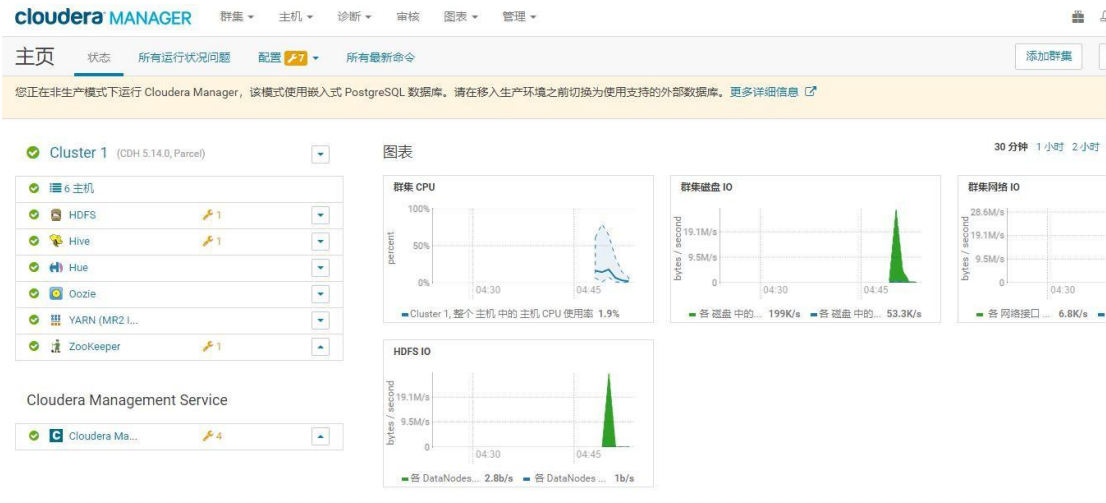 cloudera MANAGER 群集 主机 诊断 审核 图表 管理
主页 状态 所有运行状况问题 配置 7 所有最新命令 添加群集
您正在非生产模式下运行 Cloudera Manager，该模式使用嵌入式 PostgreSQL 数据库。请在移入生产环境之前切换为使用支持的外部数据库。更多详细信息
Cluster 1 (CDH 5.14.0, Parcel)
6 主机
HDFS 1
Hive 1
Hue
Oozie
YARN (MR2 I...
ZooKeeper 1
Cloudera Management Service
Cloudera Ma... 4
图表
30 分钟 1 小时 2 小时
群集 CPU
percent
100%
50%
0%
04:30 04:45
Cluster 1, 整个 主机 中的 主机 CPU 使用率 1.9%
群集磁盘 IO
bytes / second
19.1M/s
9.5M/s
0
04:30 04:45
各 磁盘 中的... 199K/s 各 磁盘 中的... 53.3K/s
群集网络 IO
bytes / second
28.6M/s
19.1M/s
9.5M/s
0
04:30
各 网络接口 ... 6.8K/s
HDFS IO
bytes / second
19.1M/s
9.5M/s
0
04:30 04:45
各 DataNodes... 2.8b/s 各 DataNodes ... 1b/s